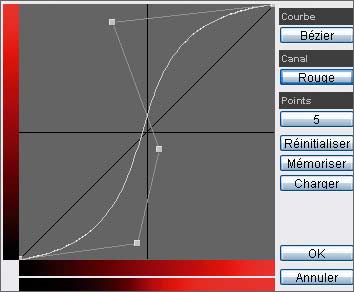 Courbe
Bézier
Canal
Rouge
Points
5
Réinitialiser
Mémoriser
Charger
OK
Annuler